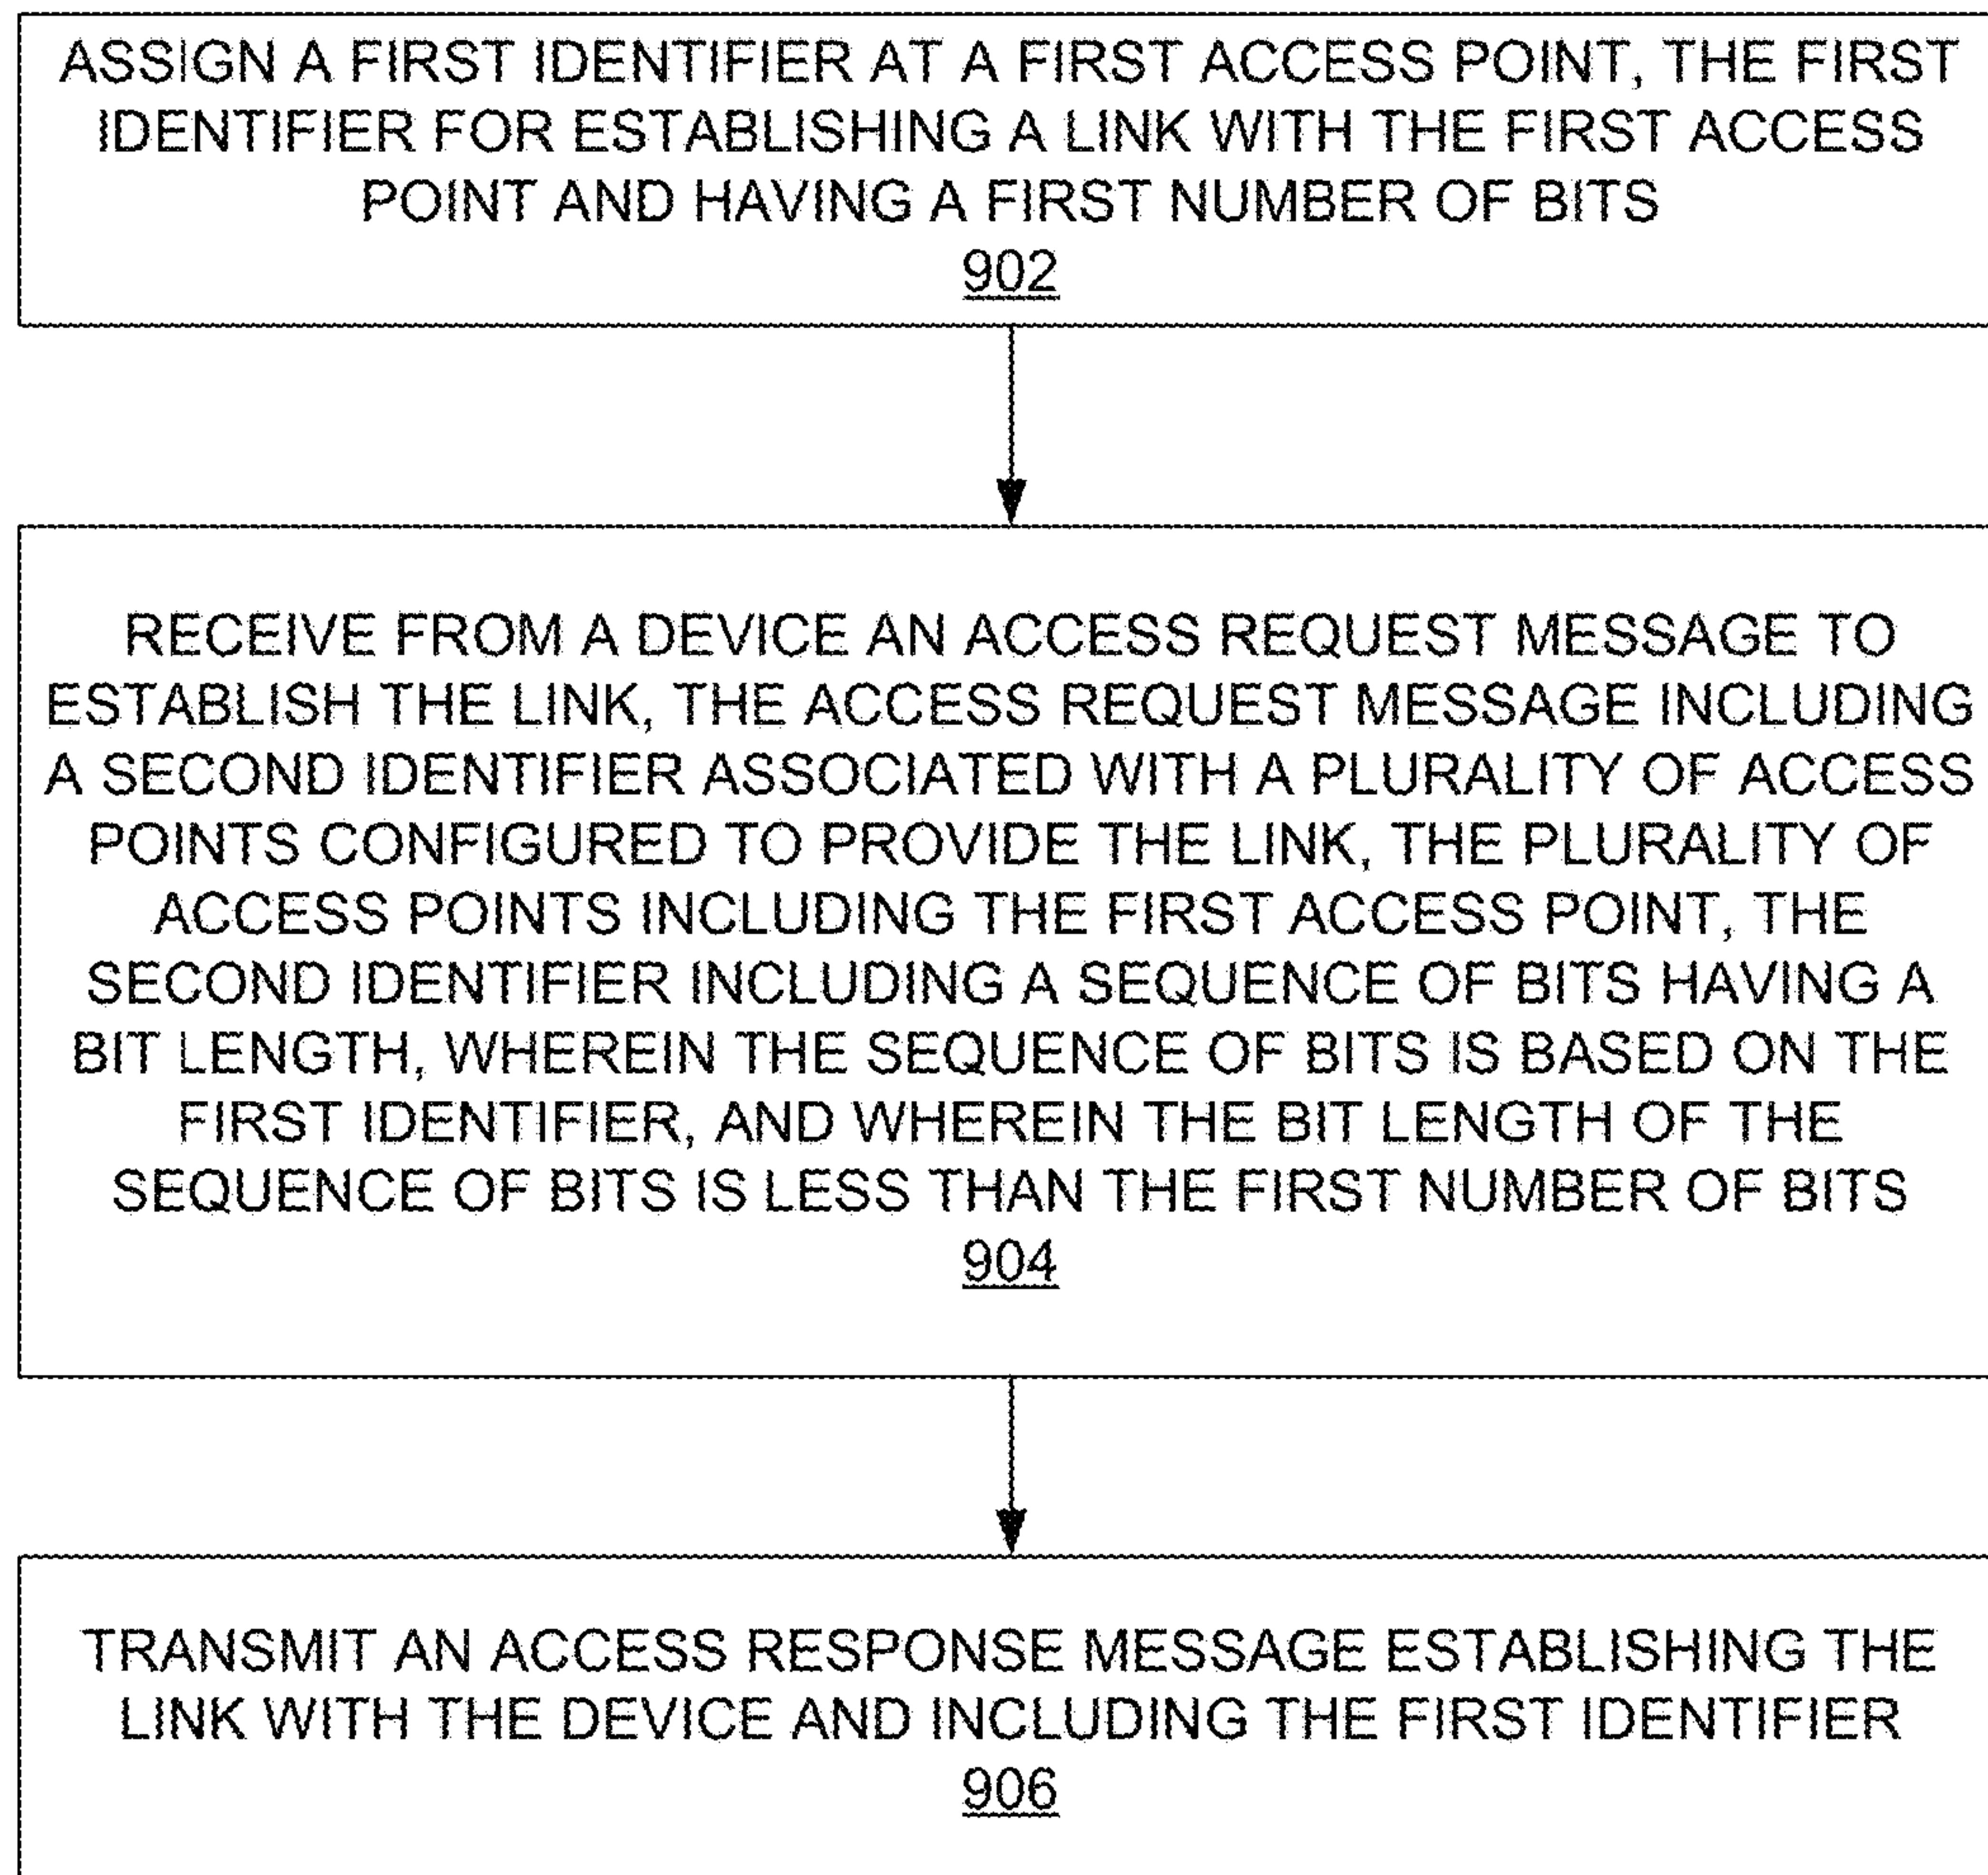 ASSIGN A FIRST IDENTIFIER AT A FIRST ACCESS POINT, THE FIRST
IDENTIFIER FOR ESTABLISHING A LINK WITH THE FIRST ACCESS
POINT AND HAVING A FIRST NUMBER OF BITS
902
RECEIVE FROM A DEVICE AN ACCESS REQUEST MESSAGE TO
ESTABLISH THE LINK, THE ACCESS REQUEST MESSAGE INCLUDING
A SECOND IDENTIFIER ASSOCIATED WITH A PLURALITY OF ACCESS
POINTS CONFIGURED TO PROVIDE THE LINK, THE PLURALITY OF
ACCESS POINTS INCLUDING THE FIRST ACCESS POINT, THE
SECOND IDENTIFIER INCLUDING A SEQUENCE OF BITS HAVING A
BIT LENGTH, WHEREIN THE SEQUENCE OF BITS IS BASED ON THE
FIRST IDENTIFIER, AND WHEREIN THE BIT LENGTH OF THE
SEQUENCE OF BITS IS LESS THAN THE FIRST NUMBER OF BITS
904
TRANSMIT AN ACCESS RESPONSE MESSAGE ESTABLISHING THE
LINK WITH THE DEVICE AND INCLUDING THE FIRST IDENTIFIER
906